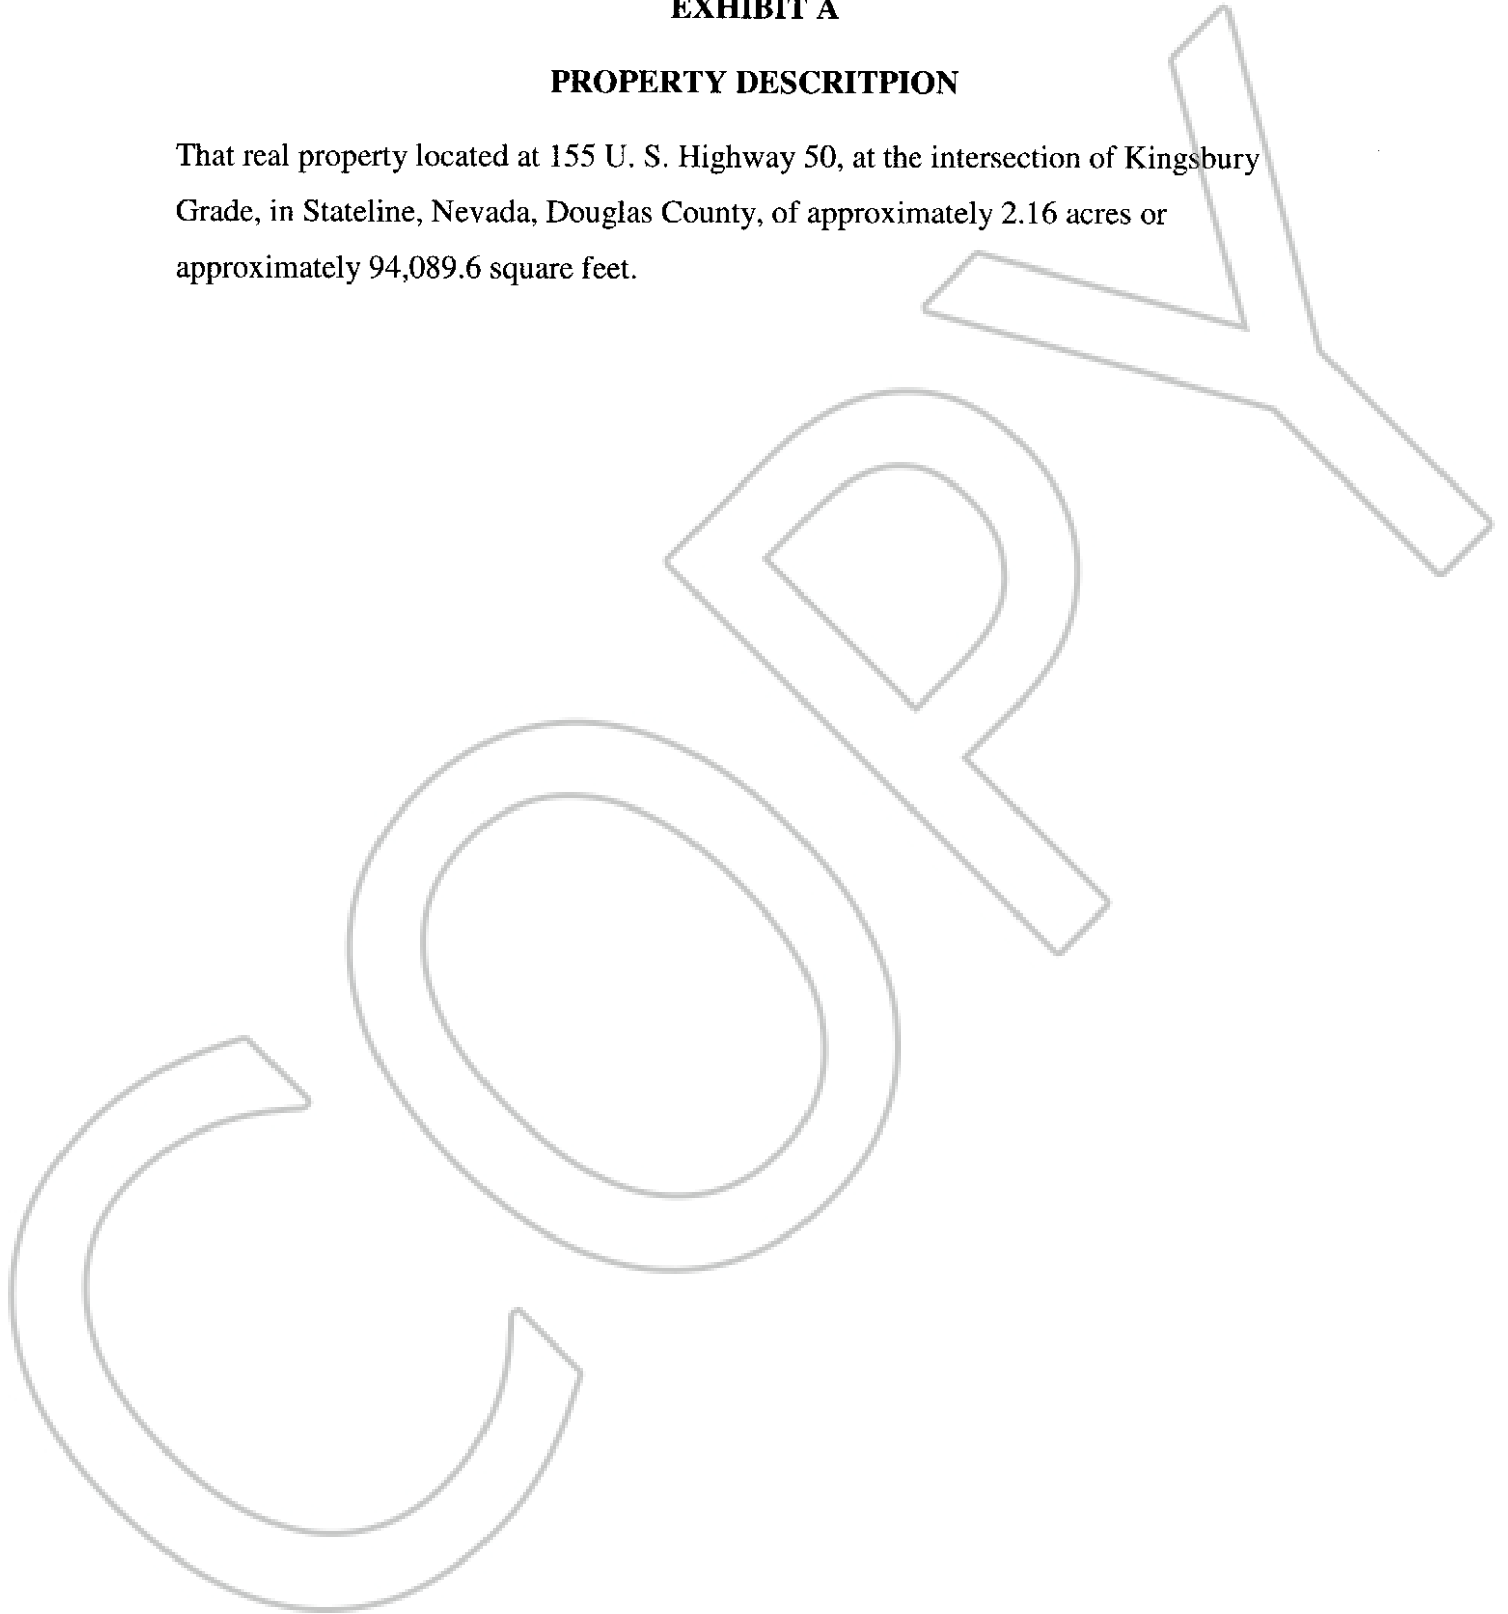 EXHIBIT A
PROPERTY DESCRITPION
That real property located at 155 U. S. Highway 50, at the intersection of Kingsbury
Grade, in Stateline, Nevada, Douglas County, of approximately 2.16 acres or
approximately 94,089.6 square feet.
COPY